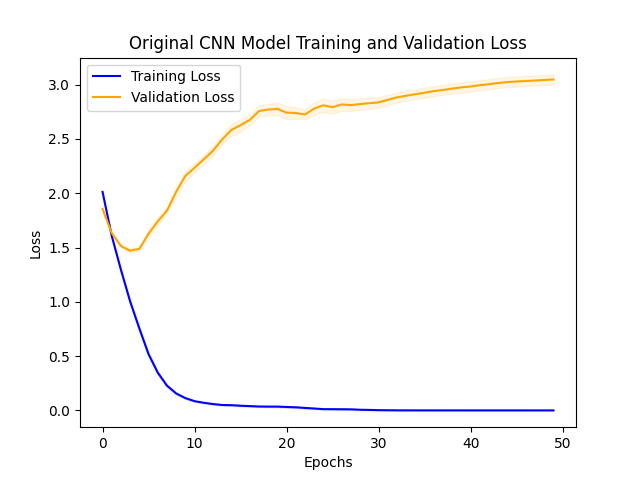 Original CNN Model Training and Validation Loss
Training Loss
Validation Loss
3.0
2.5
2.0
1.5
1.0
0.5
0.0
Loss
0 10 20 30 40 50
Epochs